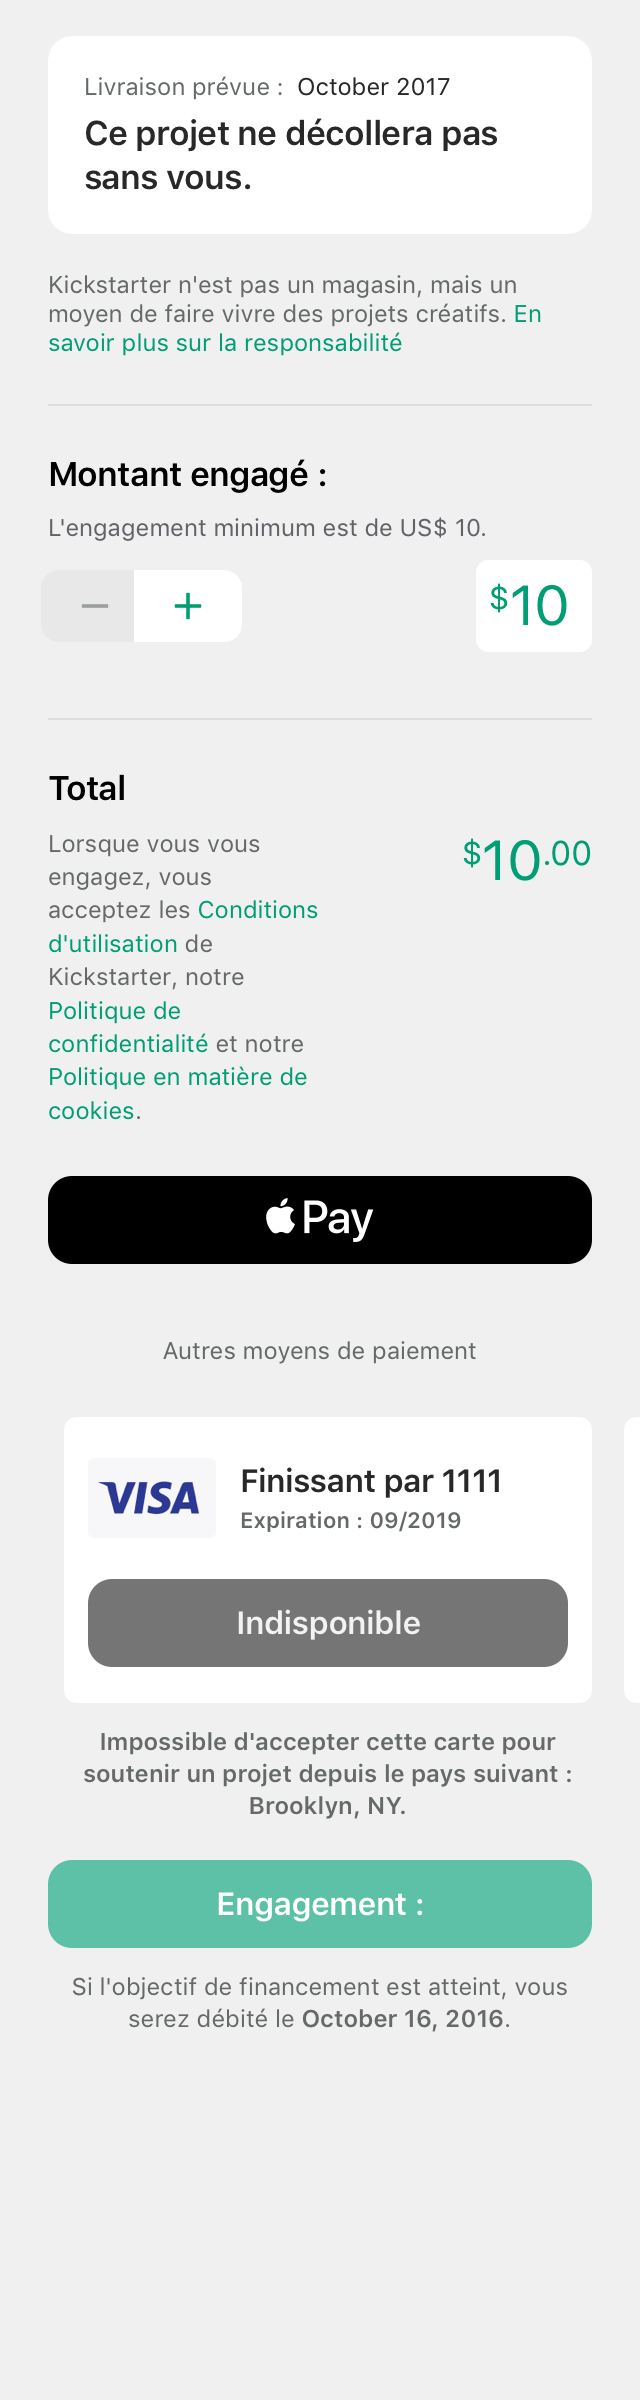 Livraison prévue : October 2017
Ce projet ne décollera pas
sans vous.
Kickstarter n'est pas un magasin, mais un
moyen de faire vivre des projets créatifs. En
savoir plus sur la responsabilité
Montant engagé :
L'engagement minimum est de US$ 10.
$10
Total
Lorsque vous vous
engagez, vous
acceptez les Conditions
d'utilisation de
Kickstarter, notre
Politique de
confidentialité et notre
Politique en matière de
cookies.
$10.00
Pay
Autres moyens de paiement
VISA
Finissant par 1111
Expiration : 09/2019
Indisponible
Impossible d'accepter cette carte pour
soutenir un projet depuis le pays suivant :
Brooklyn, NY.
Engagement :
Si l'objectif de financement est atteint, vous
serez débité le October 16, 2016.